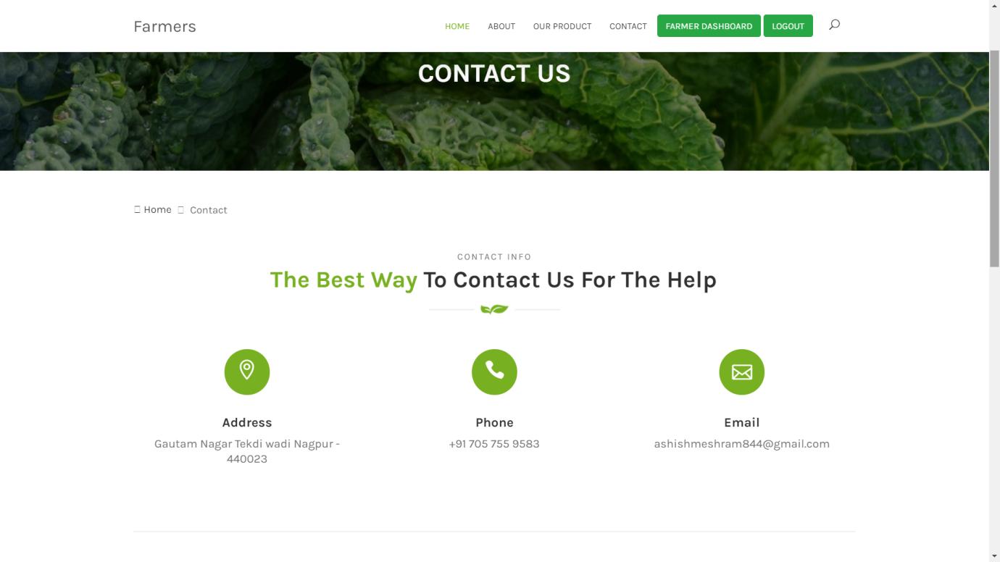 Farmers
HOME ABOUT OUR PRODUCT CONTACT FARMER DASHBOARD LOGOUT
CONTACT US
Home Contact
CONTACT INFO
The Best Way To Contact Us For The Help
Address
Gautam Nagar Tekdi wadi Nagpur -
440023
Phone
+91 705 755 9583
Email
ashishmeshram844@gmail.com